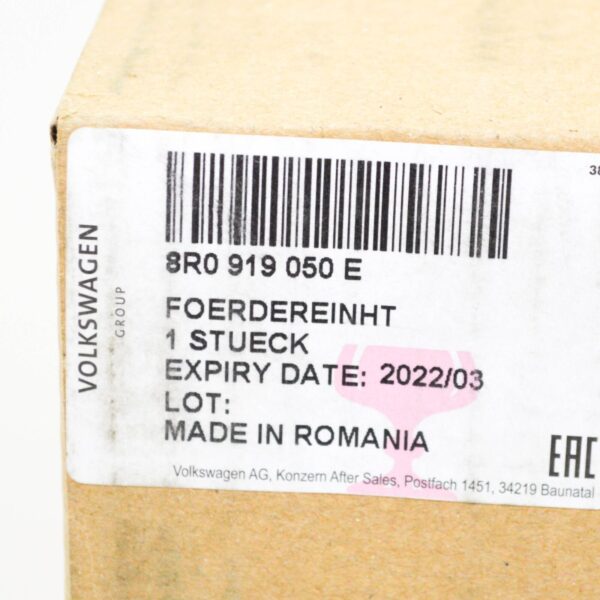 38
8R0 919 050 E
VOLKSWAGEN
GROUP
FOERDEREINHT
1 STUECK
EXPIRY DATE: 2022/03
LOT:
MADE IN ROMANIA
EAC
Volkswagen AG, Konzern After Sales, Postfach 1451, 34219 Baunatal